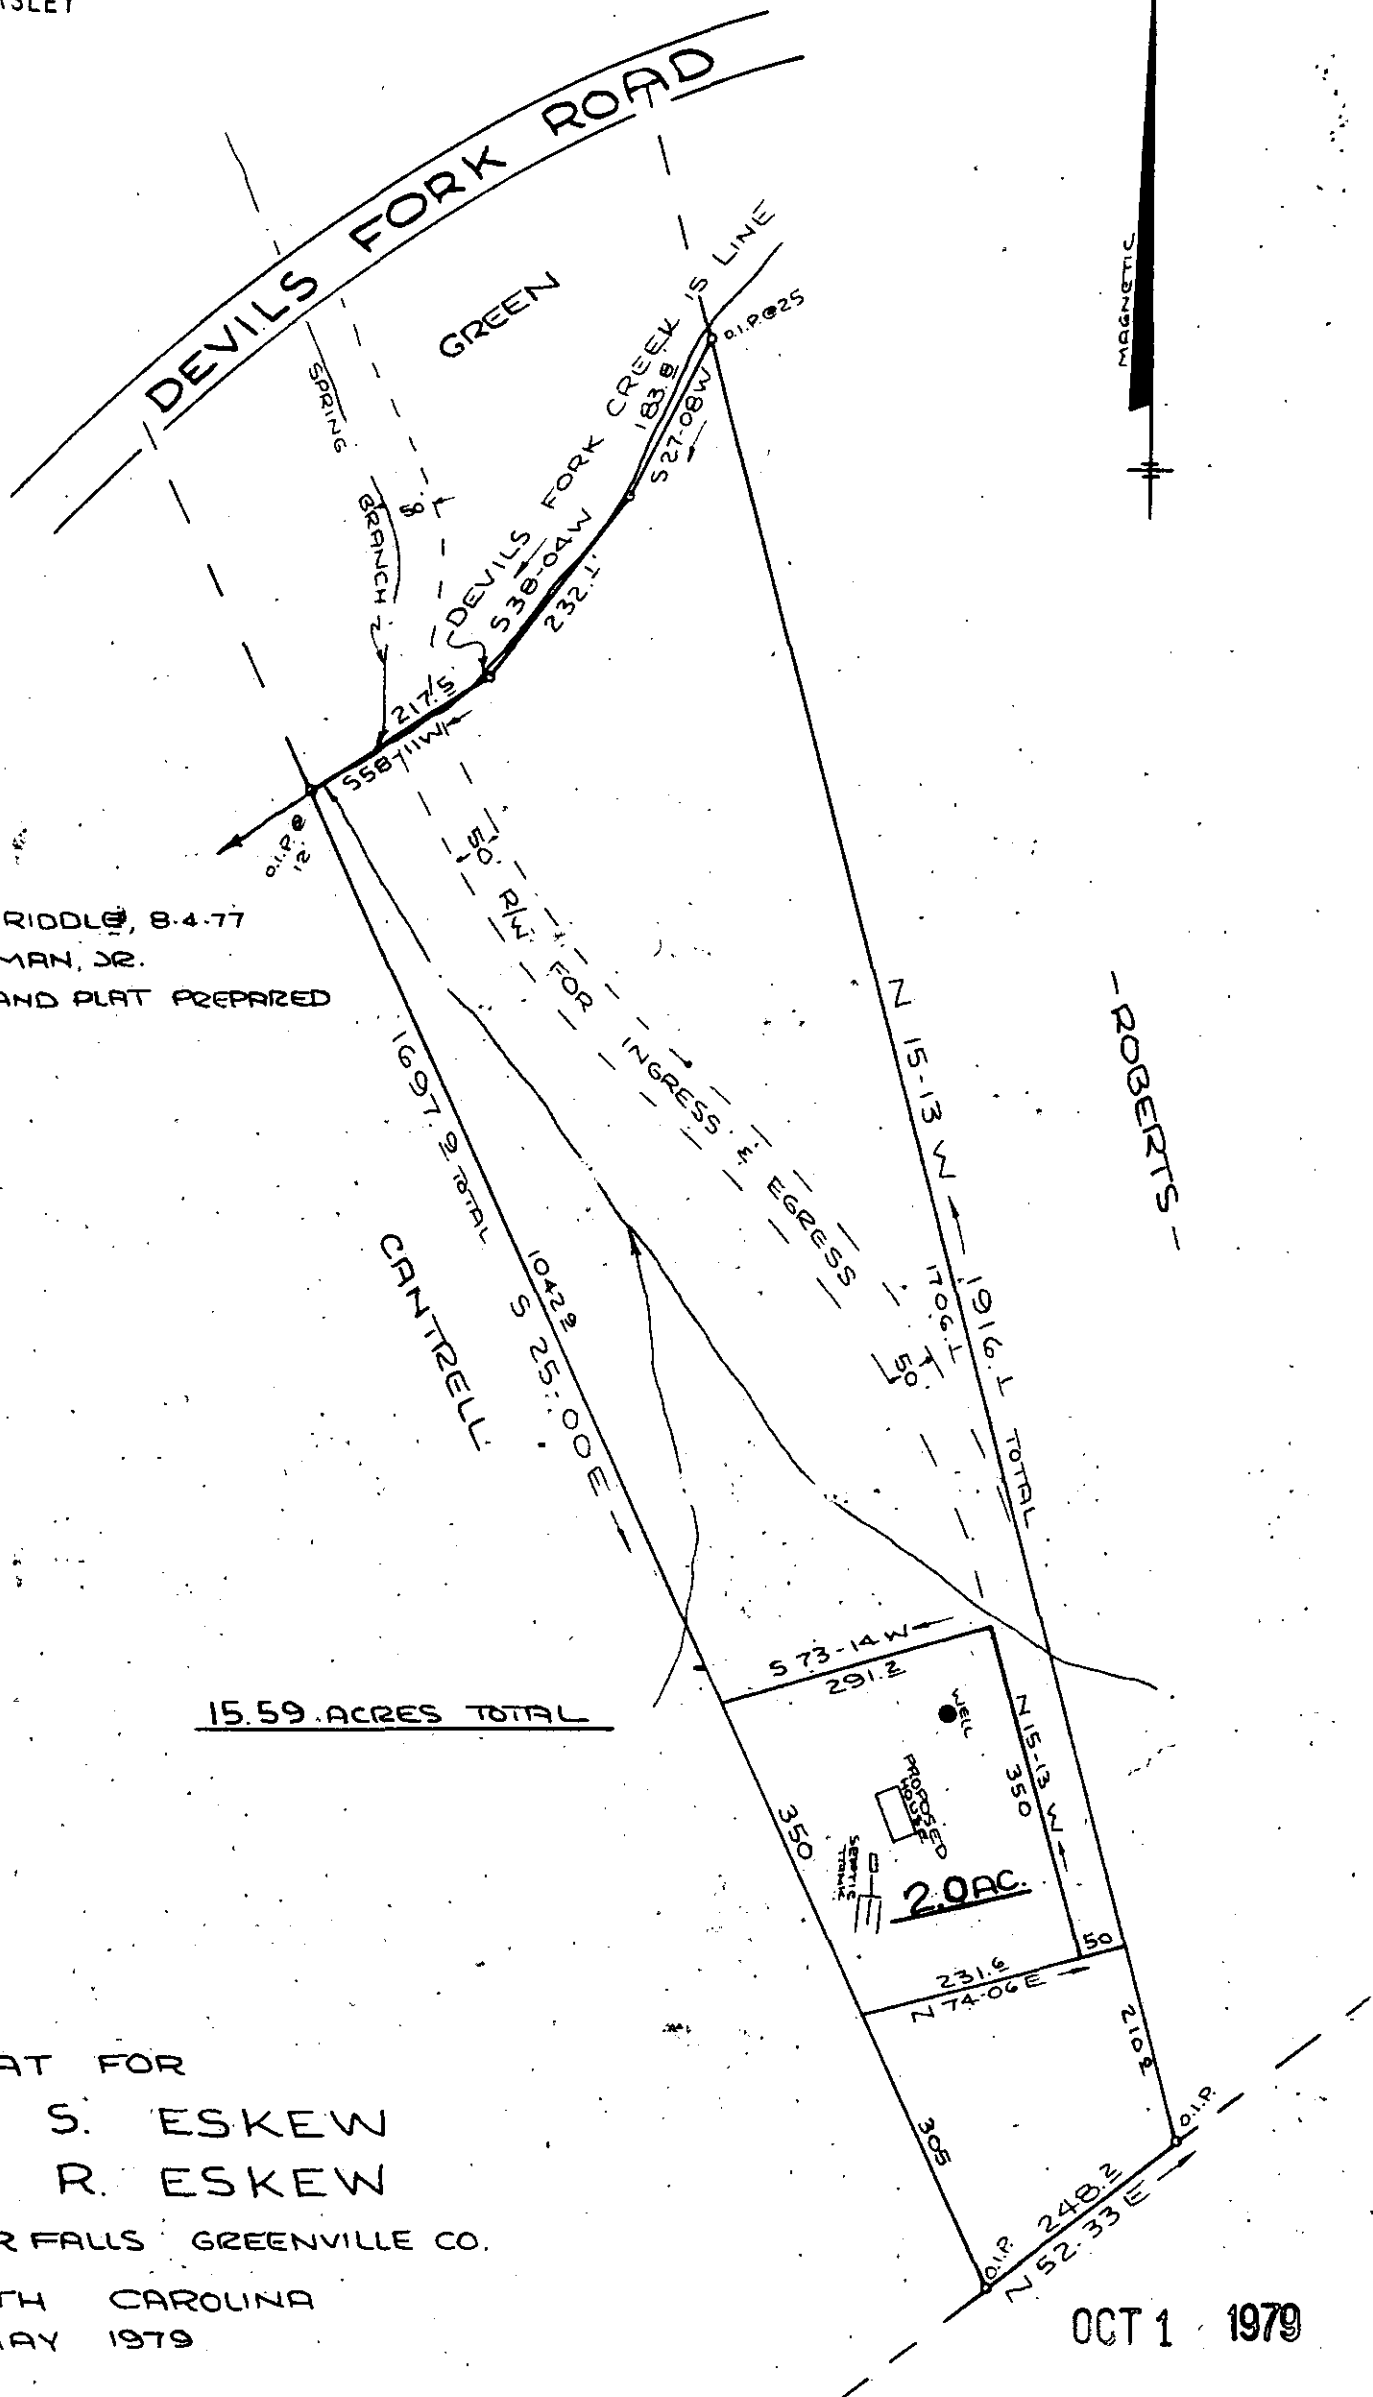 DEVILS FORK ROAD
GREEN
SPRING
BRANCH
50'
DEVILS FORK CREEK IS LINE
O.I.P.@25
183.8
S27-08W
S38-04W
232.1'
217.5
S58-11W
O.I.P.@
12'
MAGNETIC
RIDDLE, 8-4-77
MAN, JR.
AND PLAT PREPARED
50' R/W FOR INGRESS & EGRESS
50'
N 15-13 W
1706.1
1916.1 TOTAL
-ROBERTS-
1697.9 TOTAL
1042.9
S 25-00 E
CANTRELL
15.59 ACRES TOTAL
S 73-14 W
291.2
WELL
N 15-13 W
350
PROPOSED
HOUSE
SEPTIC
TANK
350
2.0 AC.
231.6
50
N 74-06 E
210.0
305
O.I.P.
O.I.P.
248.2
N 52-33 E
AT FOR
S. ESKEW
R. ESKEW
R FALLS GREENVILLE CO.
TH CAROLINA
AY 1979
OCT 1 1979